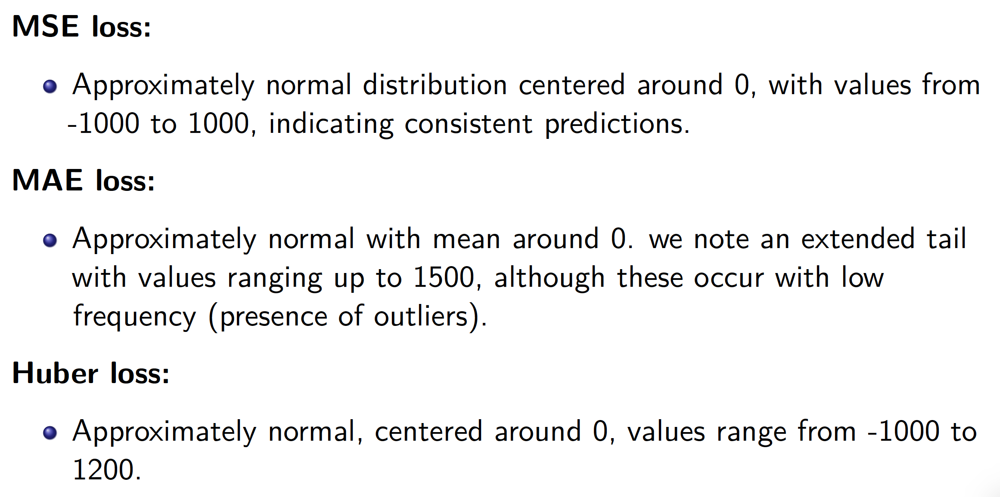 MSE loss:
Approximately normal distribution centered around 0, with values from
-1000 to 1000, indicating consistent predictions.
MAE loss:
Approximately normal with mean around 0. we note an extended tail
with values ranging up to 1500, although these occur with low
frequency (presence of outliers).
Huber loss:
Approximately normal, centered around 0, values range from -1000 to
1200.